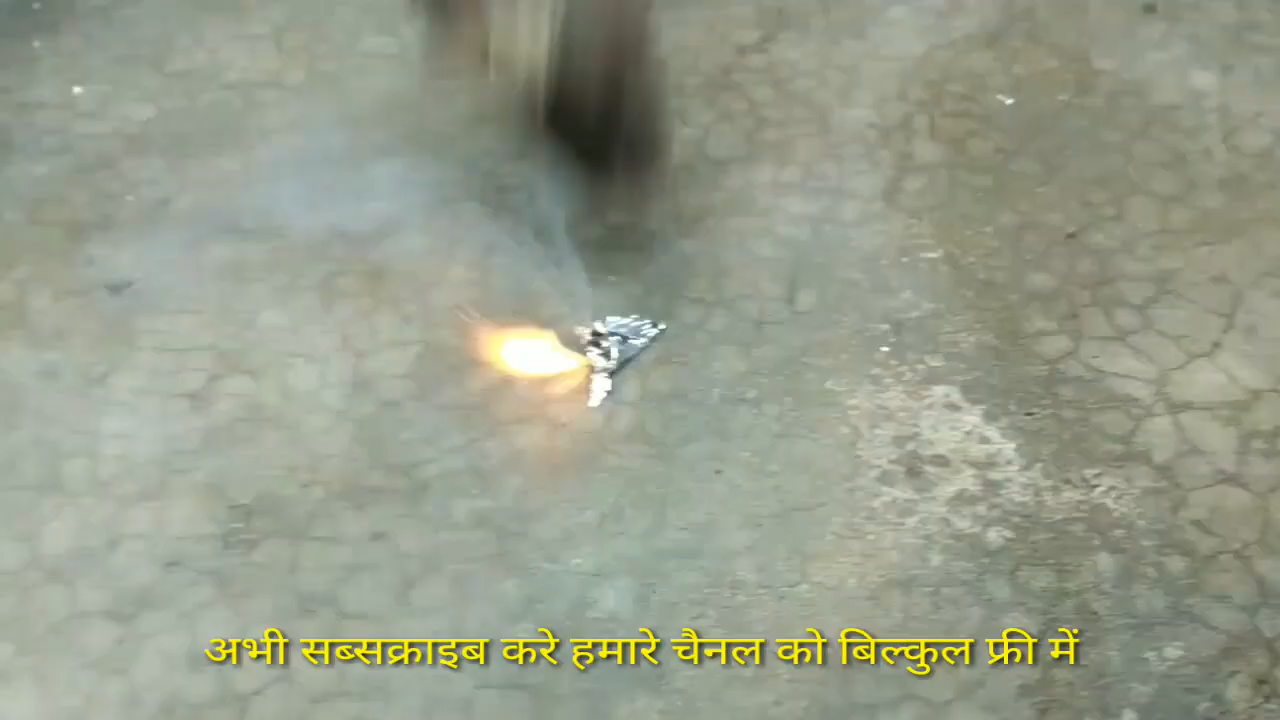 अभी सब्सक्राइब करे हमारे चैनल को बिल्कुल फ्री में